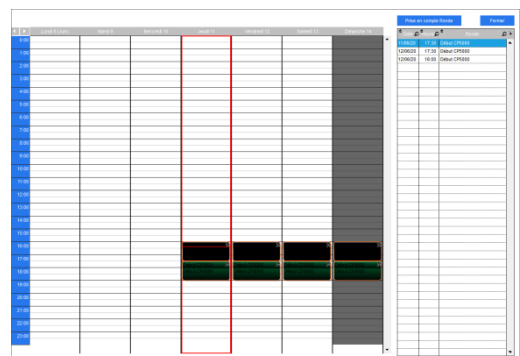 Prise en compte Ronde
Fermer
Lundi 8 (Juin)
Mardi 9
Mercredi 10
Jeudi 11
Vendredi 12
Samedi 13
Dimanche 14
0:00
1:00
2:00
3:00
4:00
5:00
6:00
7:00
8:00
9:00
10:00
11:00
12:00
13:00
14:00
15:00
16:00
17:00
18:00
19:00
20:00
21:00
22:00
23:00
Ronde
11/06/20 17:30 Début CP5000
12/06/20 17:30 Début CP5000
12/06/20 16:00 Début CP5000